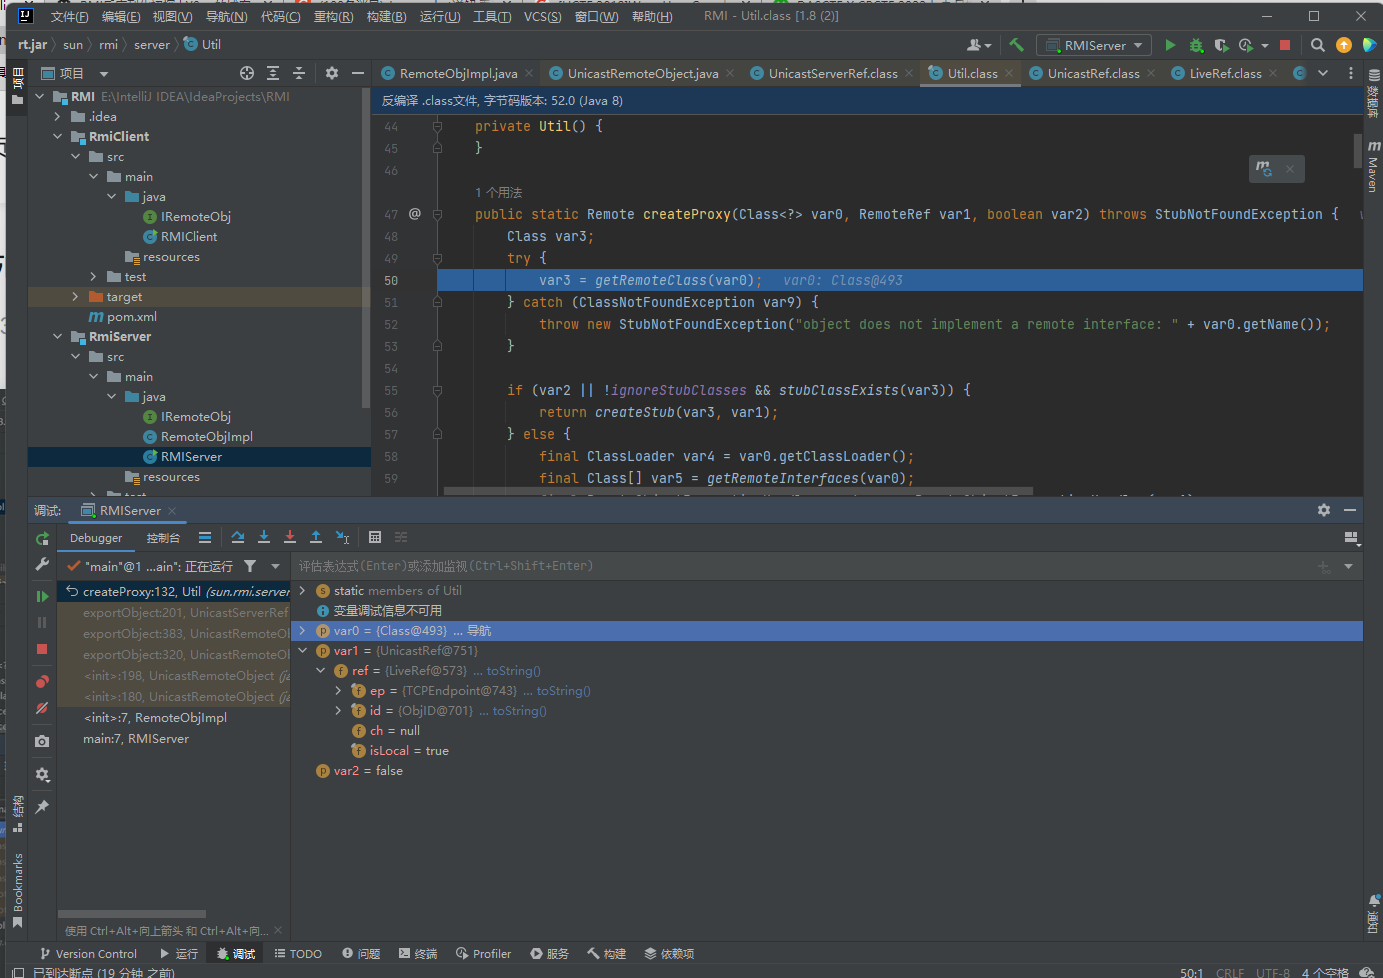 文件(F) 编辑(E) 视图(V) 导航(N) 代码(C) 重构(R) 构建(B) 运行(U) 工具(T) VCS(S) 窗口(W) 帮助(H) RMI - Util.class [1.8 (2)]
rt.jar sun rmi server Util RMIServer
项目 项目 RemoteObjImpl.java UnicastRemoteObject.java UnicastServerRef.class Util.class UnicastRef.class LiveRef.class
RMI E:\IntelliJ IDEA\IdeaProjects\RMI
.idea
RmiClient
src
main
java
IRemoteObj
RMIClient
resources
test
target
pom.xml
RmiServer
src
main
java
IRemoteObj
RemoteObjImpl
RMIServer
resources
反编译 .class文件, 字节码版本: 52.0 (Java 8)
44 private Util() {
45 }
46
1 个用法
47 @ public static Remote createProxy(Class<?> var0, RemoteRef var1, boolean var2) throws StubNotFoundException {
48 Class var3;
49 try {
50 var3 = getRemoteClass(var0); var0: Class@493
51 } catch (ClassNotFoundException var9) {
52 throw new StubNotFoundException("object does not implement a remote interface: " + var0.getName());
53 }
54
55 if (var2 || !ignoreStubClasses && stubClassExists(var3)) {
56 return createStub(var3, var1);
57 } else {
58 final ClassLoader var4 = var0.getClassLoader();
59 final Class[] var5 = getRemoteInterfaces(var0);
数据库
Maven
通知
调试: RMIServer
Debugger 控制台
"main"@1 ...ain": 正在运行
createProxy:132, Util (sun.rmi.server
exportObject:201, UnicastServerRef
exportObject:383, UnicastRemoteO
exportObject:320, UnicastRemoteO
<init>:198, UnicastRemoteObject
<init>:180, UnicastRemoteObject
<init>:7, RemoteObjImpl
main:7, RMIServer
使用 Ctrl+Alt+向上箭头 和 Ctrl+Alt+向...
评估表达式(Enter)或添加监视(Ctrl+Shift+Enter)
static members of Util
变量调试信息不可用
var0 = {Class@493} ... 导航
var1 = {UnicastRef@751}
ref = {LiveRef@573} ... toString()
ep = {TCPEndpoint@743} ... toString()
id = {ObjID@701} ... toString()
ch = null
isLocal = true
var2 = false
结构
Bookmarks
Version Control 运行 调试 TODO 问题 终端 Profiler 服务 构建 依赖项
已到达断点 (19 分钟 之前) 50:1 CRLF UTF-8 4 个空格